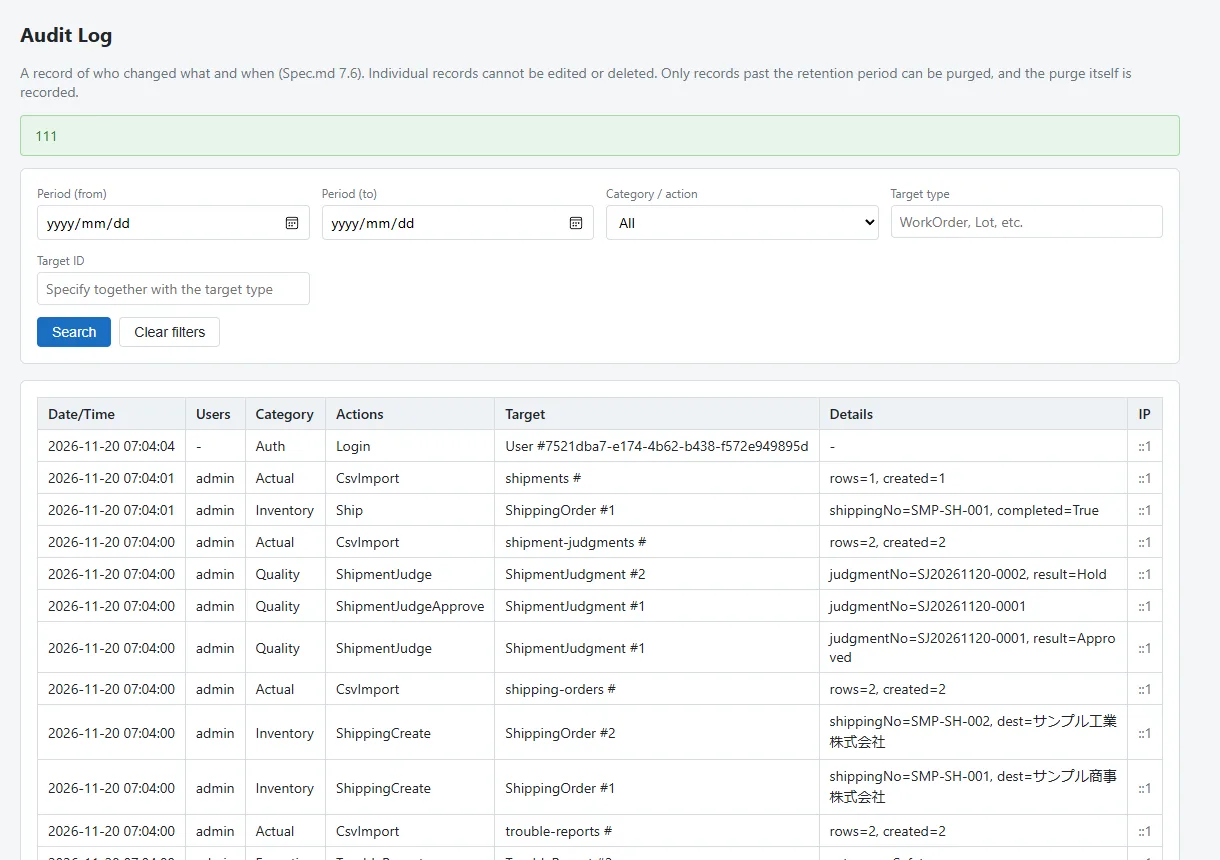 Audit Log
A record of who changed what and when (Spec.md 7.6). Individual records cannot be edited or deleted. Only records past the retention period can be purged, and the purge itself is
recorded.
111
Period (from) Period (to) Category / action Target type
yyyy/mm/dd yyyy/mm/dd All WorkOrder, Lot, etc.
Target ID
Specify together with the target type
Search Clear filters
Date/Time Users Category Actions Target Details IP
2026-11-20 07:04:04 - Auth Login User #7521dba7-e174-4b62-b438-f572e949895d - ::1
2026-11-20 07:04:01 admin Actual CsvImport shipments # rows=1, created=1 ::1
2026-11-20 07:04:01 admin Inventory Ship ShippingOrder #1 shippingNo=SMP-SH-001, completed=True ::1
2026-11-20 07:04:00 admin Actual CsvImport shipment-judgments # rows=2, created=2 ::1
2026-11-20 07:04:00 admin Quality ShipmentJudge ShipmentJudgment #2 judgmentNo=SJ20261120-0002, result=Hold ::1
2026-11-20 07:04:00 admin Quality ShipmentJudgeApprove ShipmentJudgment #1 judgmentNo=SJ20261120-0001 ::1
2026-11-20 07:04:00 admin Quality ShipmentJudge ShipmentJudgment #1 judgmentNo=SJ20261120-0001, result=Appro
ved ::1
2026-11-20 07:04:00 admin Actual CsvImport shipping-orders # rows=2, created=2 ::1
2026-11-20 07:04:00 admin Inventory ShippingCreate ShippingOrder #2 shippingNo=SMP-SH-002, dest=サンプル工業
株式会社 ::1
2026-11-20 07:04:00 admin Inventory ShippingCreate ShippingOrder #1 shippingNo=SMP-SH-001, dest=サンプル商事
株式会社 ::1
2026-11-20 07:04:00 admin Actual CsvImport trouble-reports # rows=2, created=2 ::1